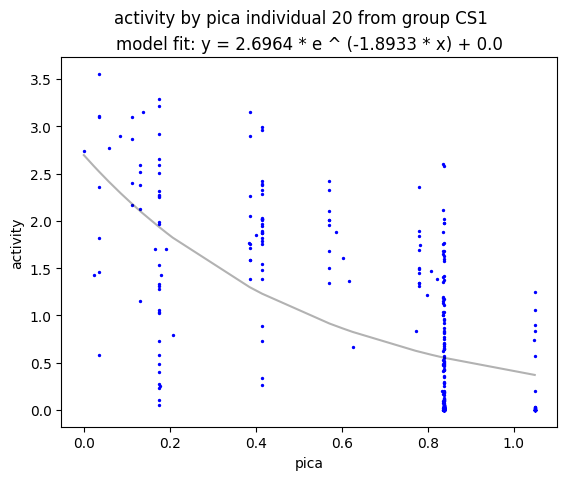 activity by pica individual 20 from group CS1
model fit: y = 2.6964 * e ^ (-1.8933 * x) + 0.0
3.5
3.0
2.5
2.0
1.5
1.0
0.5
0.0
activity
0.0 0.2 0.4 0.6 0.8 1.0
pica